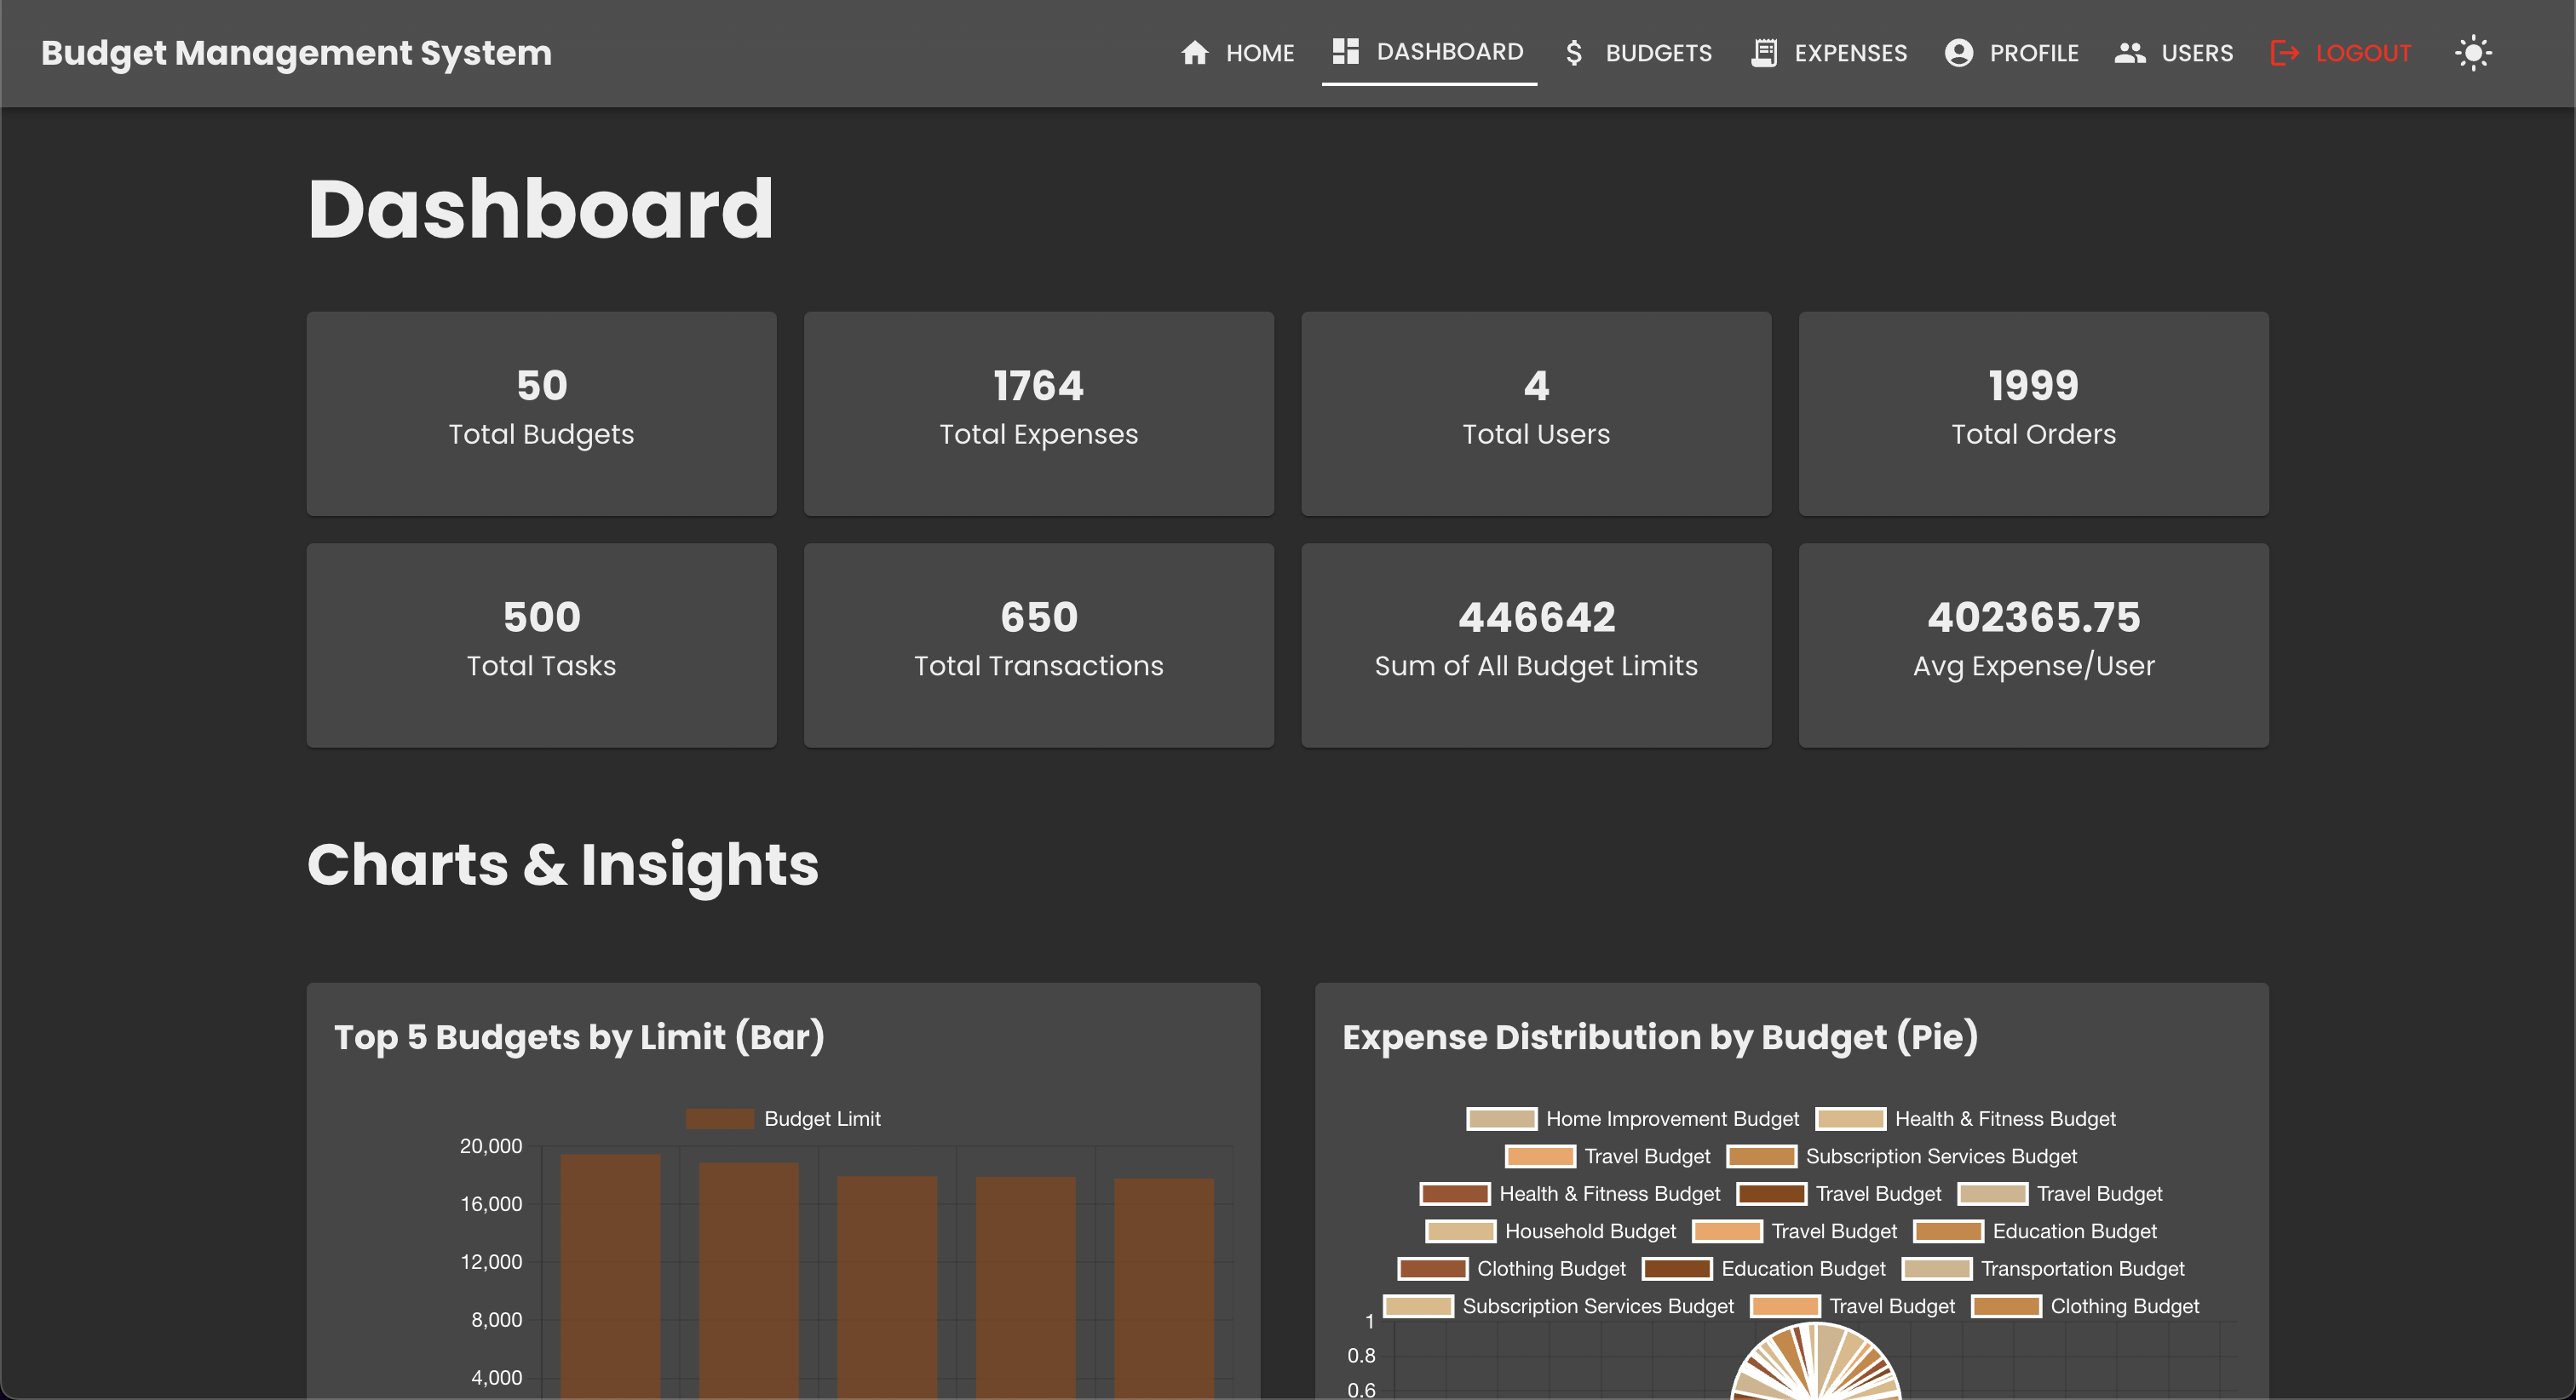 Budget Management System
HOME DASHBOARD BUDGETS EXPENSES PROFILE USERS LOGOUT
Dashboard
50
Total Budgets
1764
Total Expenses
4
Total Users
1999
Total Orders
500
Total Tasks
650
Total Transactions
446642
Sum of All Budget Limits
402365.75
Avg Expense/User
Charts & Insights
Top 5 Budgets by Limit (Bar)
Budget Limit
20,000
16,000
12,000
8,000
4,000
Expense Distribution by Budget (Pie)
Home Improvement Budget Health & Fitness Budget
Travel Budget Subscription Services Budget
Health & Fitness Budget Travel Budget Travel Budget
Household Budget Travel Budget Education Budget
Clothing Budget Education Budget Transportation Budget
Subscription Services Budget Travel Budget Clothing Budget
1
0.8
0.6